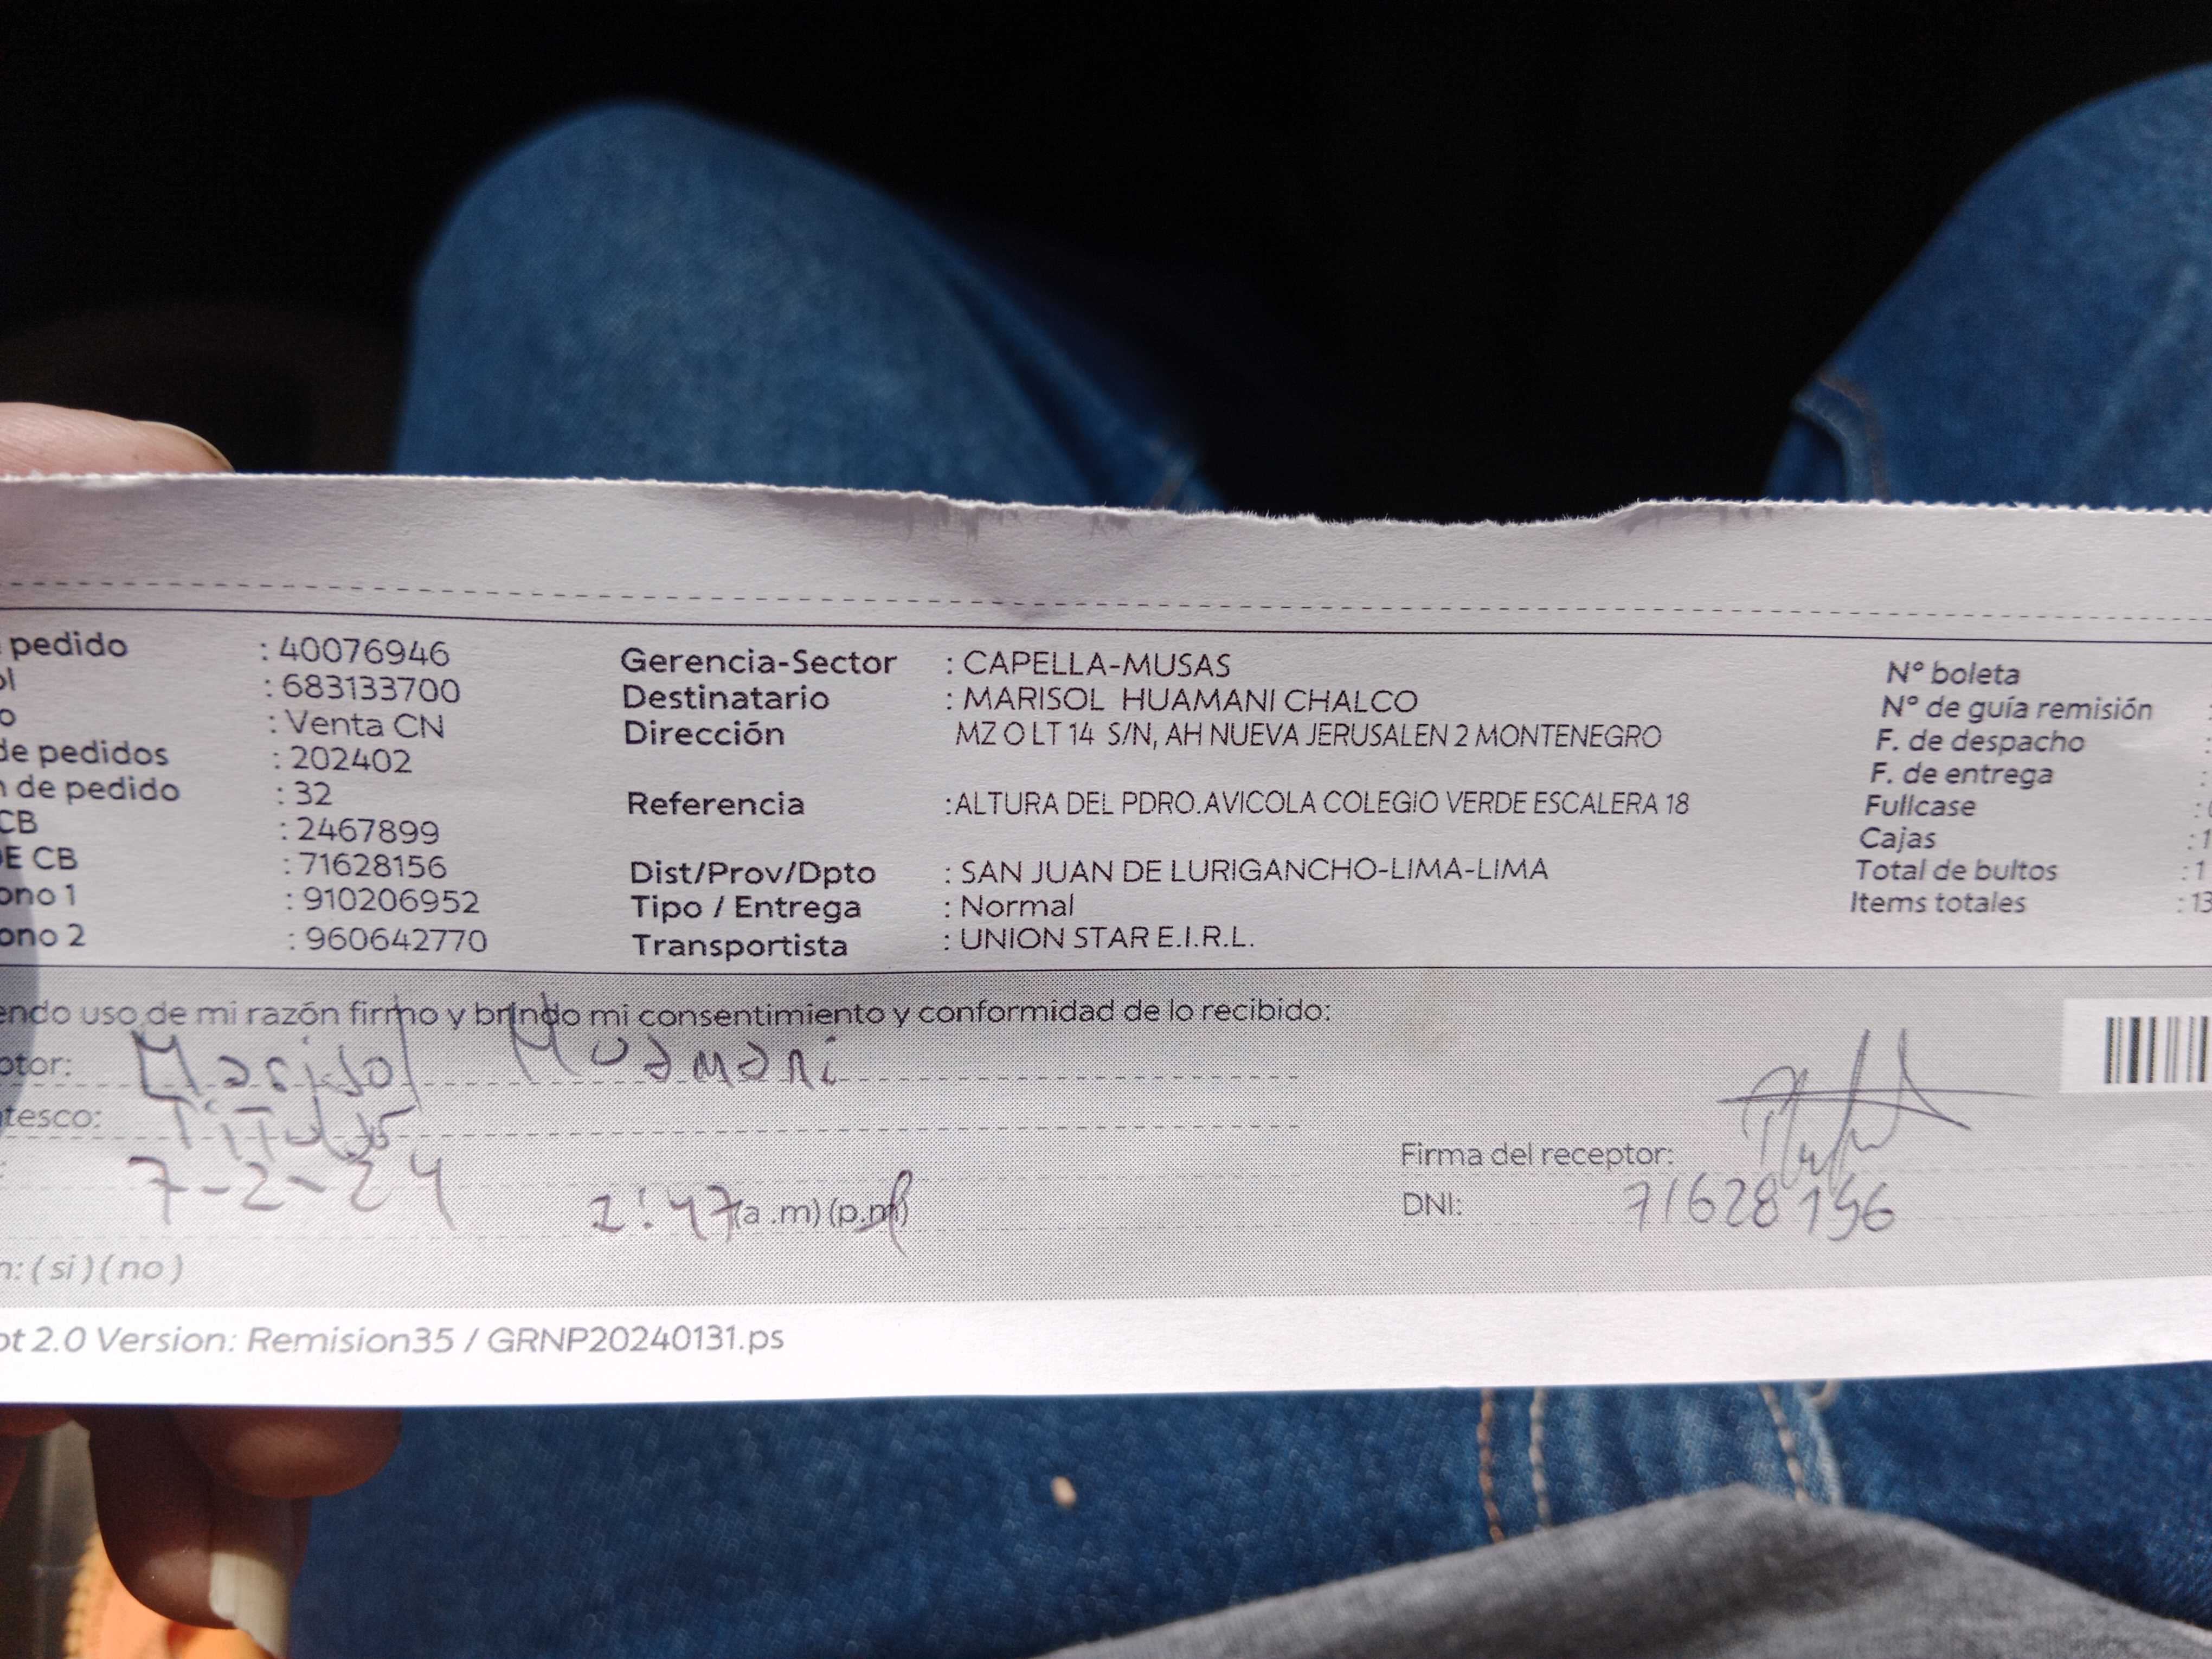 pedido : 40076946
ol : 683133700
o : Venta CN
de pedidos : 202402
n de pedido : 32
CB : 2467899
E CB : 71628156
ono 1 : 910206952
ono 2 : 960642770
Gerencia-Sector : CAPELLA-MUSAS
Destinatario : MARISOL HUAMANI CHALCO
Dirección MZ O LT 14 S/N, AH NUEVA JERUSALEN 2 MONTENEGRO
Referencia :ALTURA DEL PDRO.AVICOLA COLEGIO VERDE ESCALERA 18
Dist/Prov/Dpto : SAN JUAN DE LURIGANCHO-LIMA-LIMA
Tipo / Entrega : Normal
Transportista : UNION STAR E.I.R.L.
Nº boleta
Nº de guía remisión :
F. de despacho :
F. de entrega :
Fullcase :
Cajas :1
Total de bultos :1
Items totales :13
endo uso de mi razón firmo y brindo mi consentimiento y conformidad de lo recibido:
ptor: Marisol Huamani
tesco: Titular
7-2-24 2:47 (a .m) (p.m)
Firma del receptor:
DNI: 71628156
n: ( si ) ( no )
pt 2.0 Version: Remision35 / GRNP20240131.ps